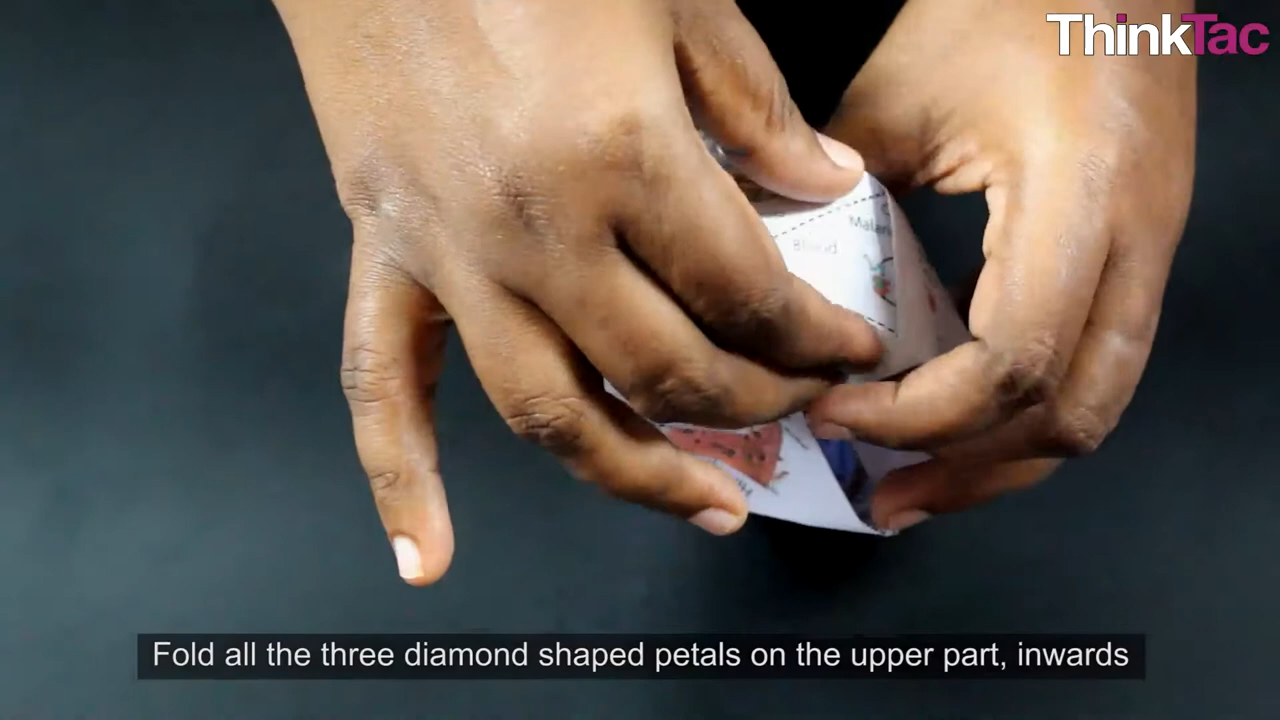 ThinkTac
Blood
Fold all the three diamond shaped petals on the upper part, inwards